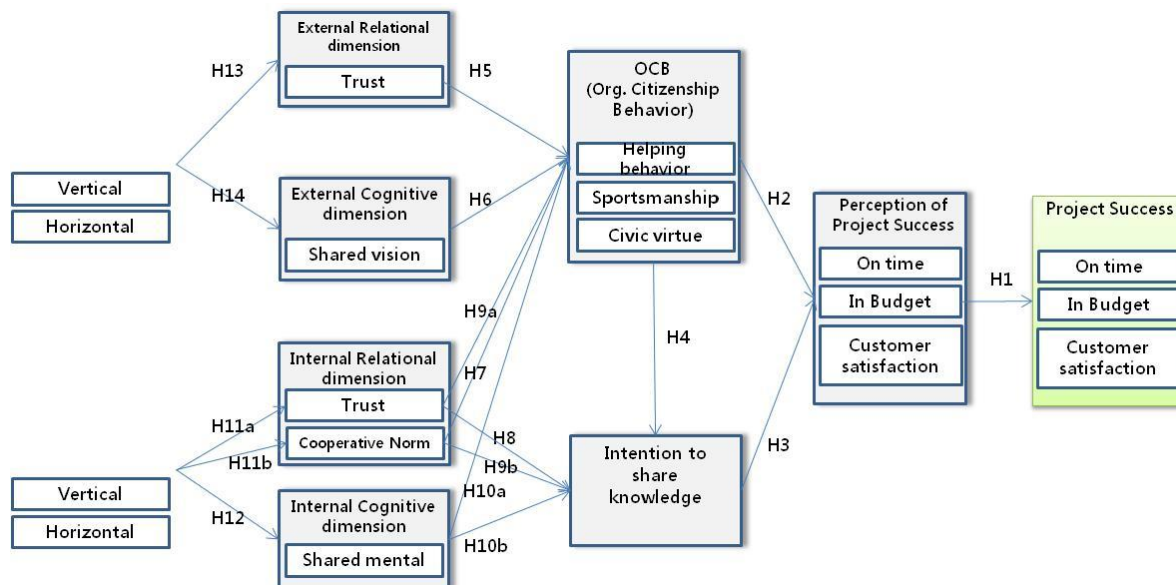 External Relational
dimension
Trust
H13
H5
Vertical
Horizontal
H14
External Cognitive
dimension
Shared vision
H6
OCB
(Org. Citizenship
Behavior)
Helping
behavior
Sportsmanship
Civic virtue
H2
Perception of
Project Success
On time
In Budget
Customer
satisfaction
H1
Project Success
On time
In Budget
Customer
satisfaction
H9a
H7
H4
Internal Relational
dimension
Trust
Cooperative Norm
H11a
H11b
H8
H9b
H3
Intention to
share
knowledge
Vertical
Horizontal
H12
Internal Cognitive
dimension
Shared mental
H10a
H10b